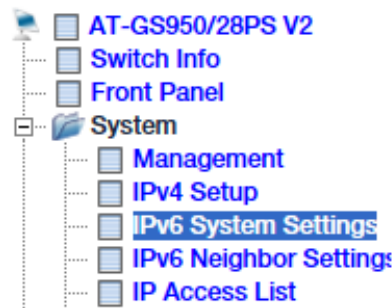 AT-GS950/28PS V2
Switch Info
Front Panel
System
Management
IPv4 Setup
IPv6 System Settings
IPv6 Neighbor Settings
IP Access List